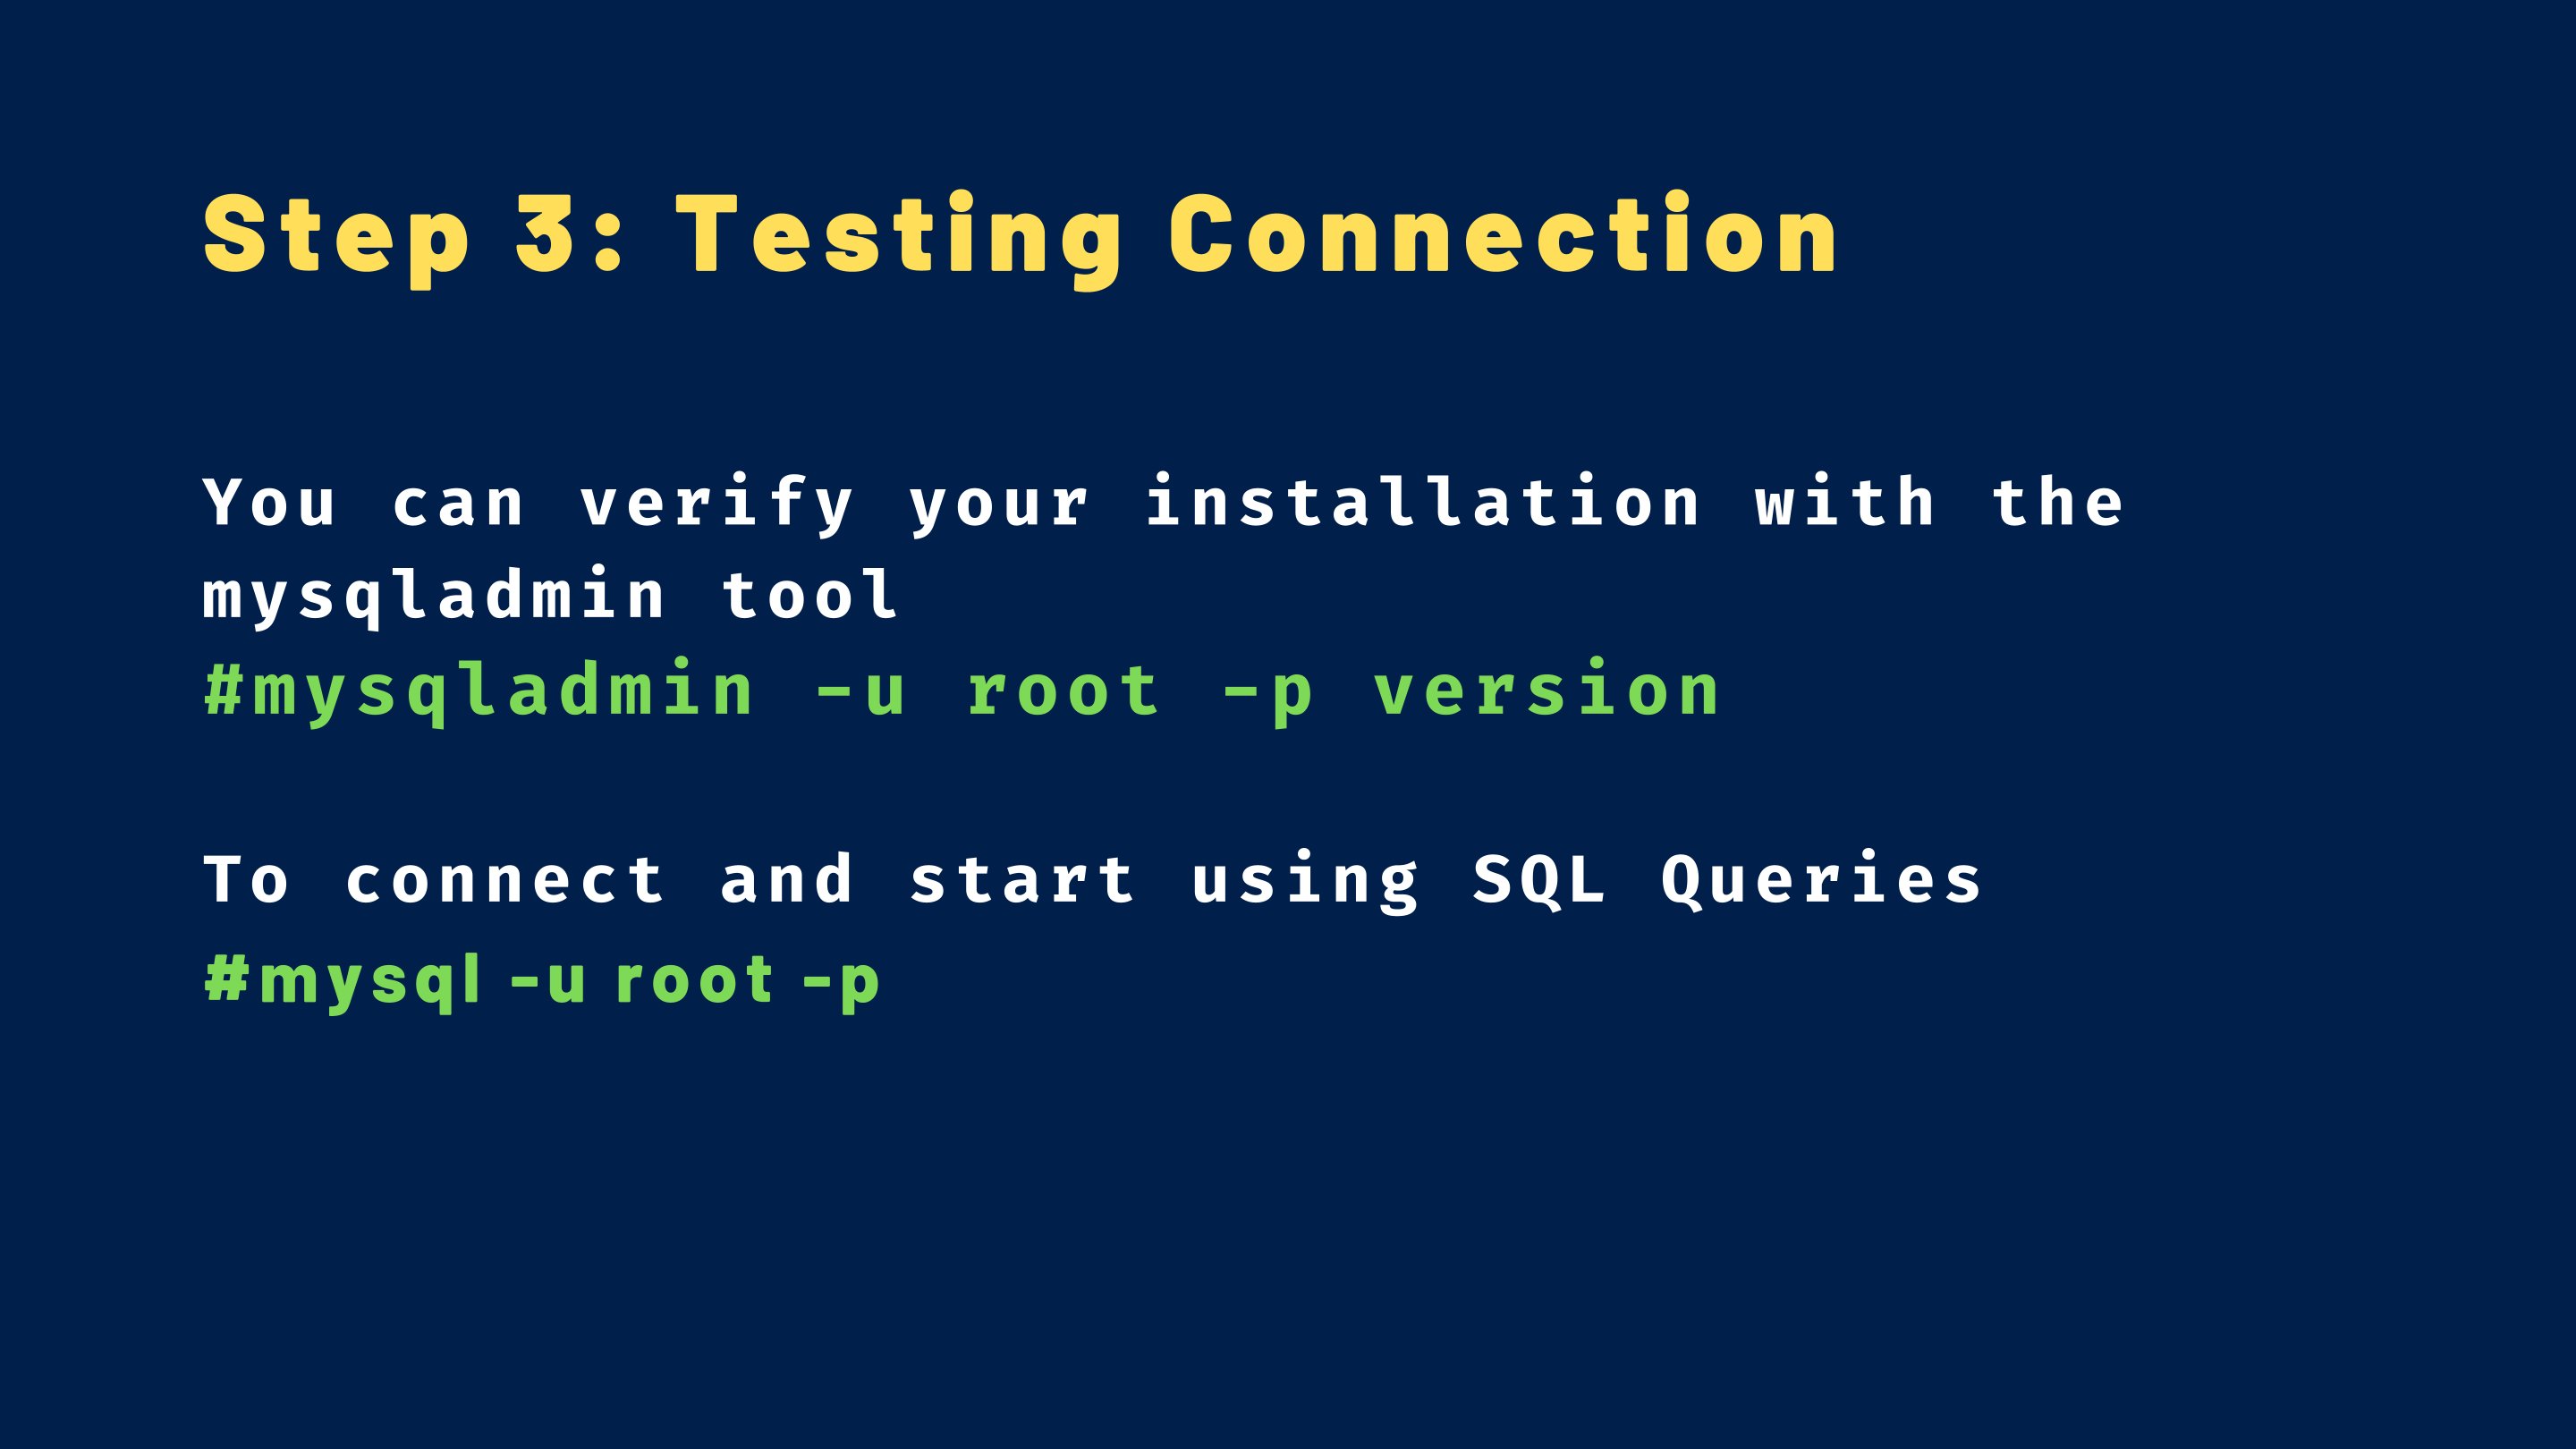 Step 3: Testing Connection
You can verify your installation with the
mysqladmin tool
#mysqladmin -u root -p version
To connect and start using SQL Queries
#mysql -u root -p